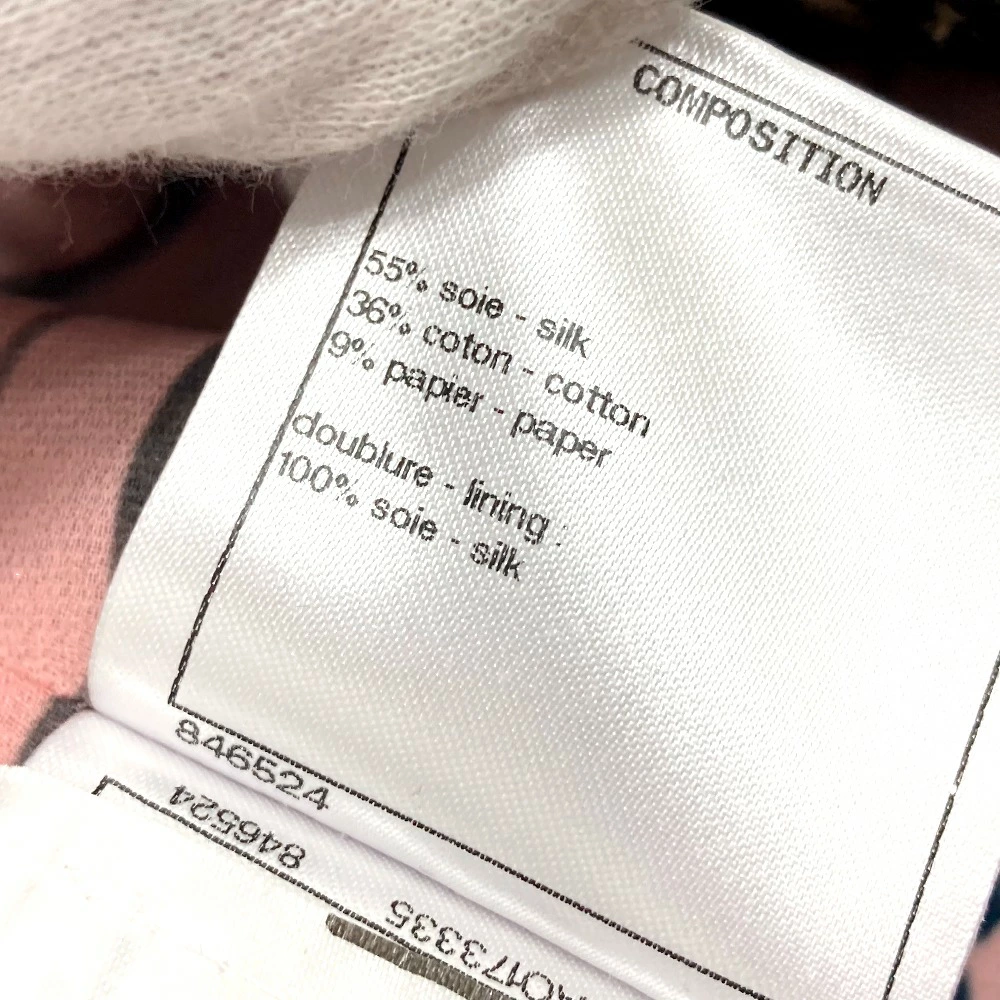 COMPOSITION
55% soie - silk
36% coton - cotton
9% papier - paper
doublure - lining :
100% soie - silk
846524
846524